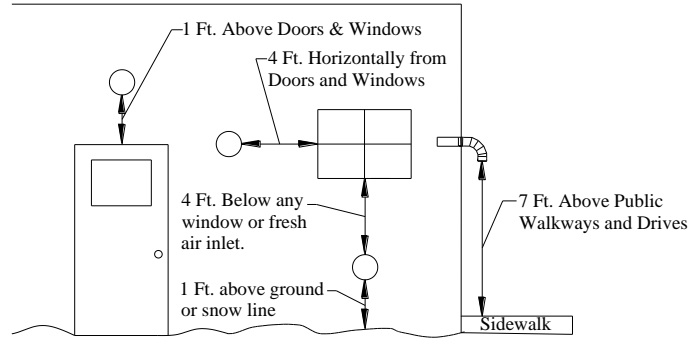 1 Ft. Above Doors & Windows
4 Ft. Horizontally from
Doors and Windows
4 Ft. Below any
window or fresh
air inlet.
7 Ft. Above Public
Walkways and Drives
1 Ft. above ground
or snow line
Sidewalk